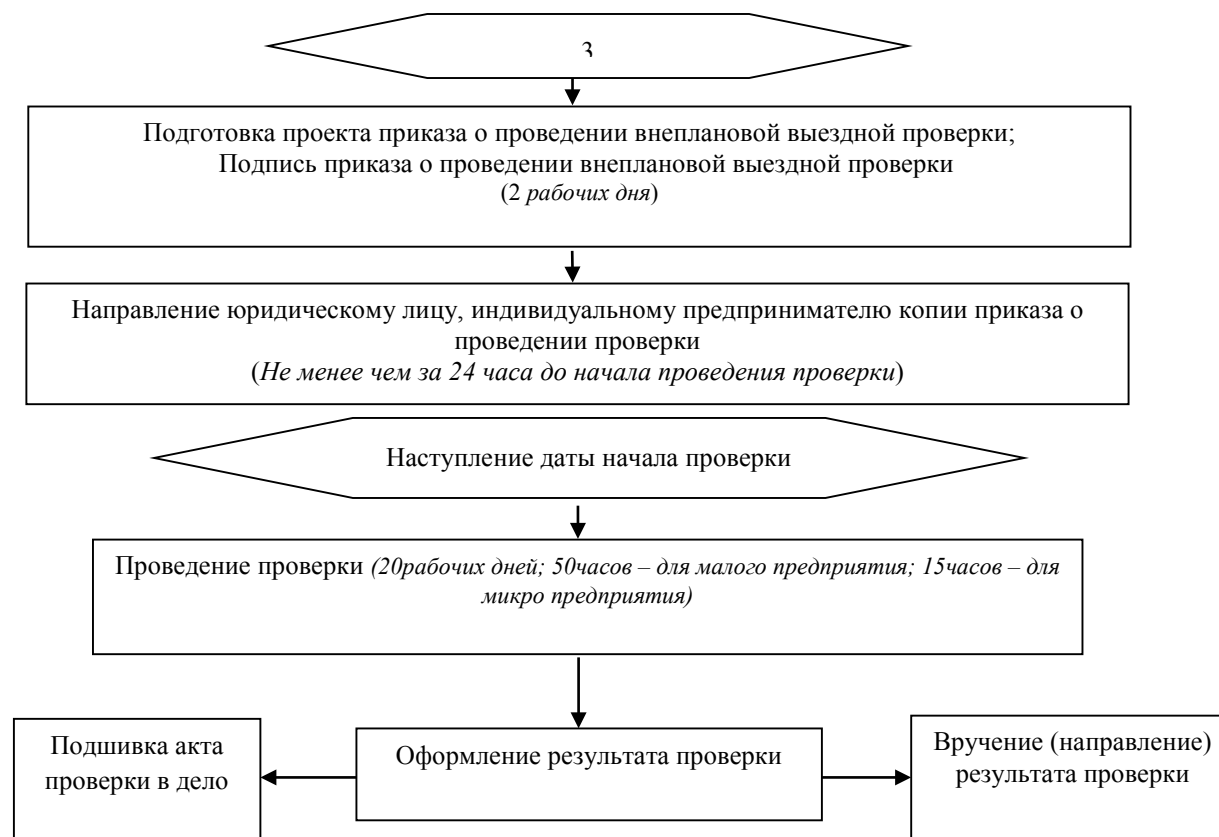 3
Подготовка проекта приказа о проведении внеплановой выездной проверки;
Подпись приказа о проведении внеплановой выездной проверки
(2 рабочих дня)
Направление юридическому лицу, индивидуальному предпринимателю копии приказа о
проведении проверки
(Не менее чем за 24 часа до начала проведения проверки)
Наступление даты начала проверки
Проведение проверки (20рабочих дней; 50часов – для малого предприятия; 15часов – для
микро предприятия)
Подшивка акта
проверки в дело
Оформление результата проверки
Вручение (направление)
результата проверки